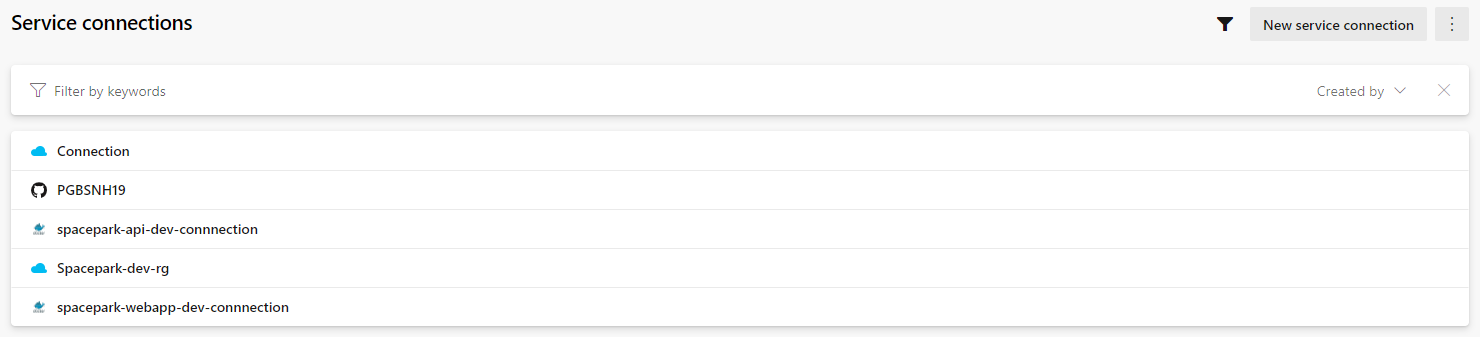 Service connections
New service connection
Filter by keywords
Created by
Connection
PGBSNH19
spacepark-api-dev-connnection
Spacepark-dev-rg
spacepark-webapp-dev-connnection